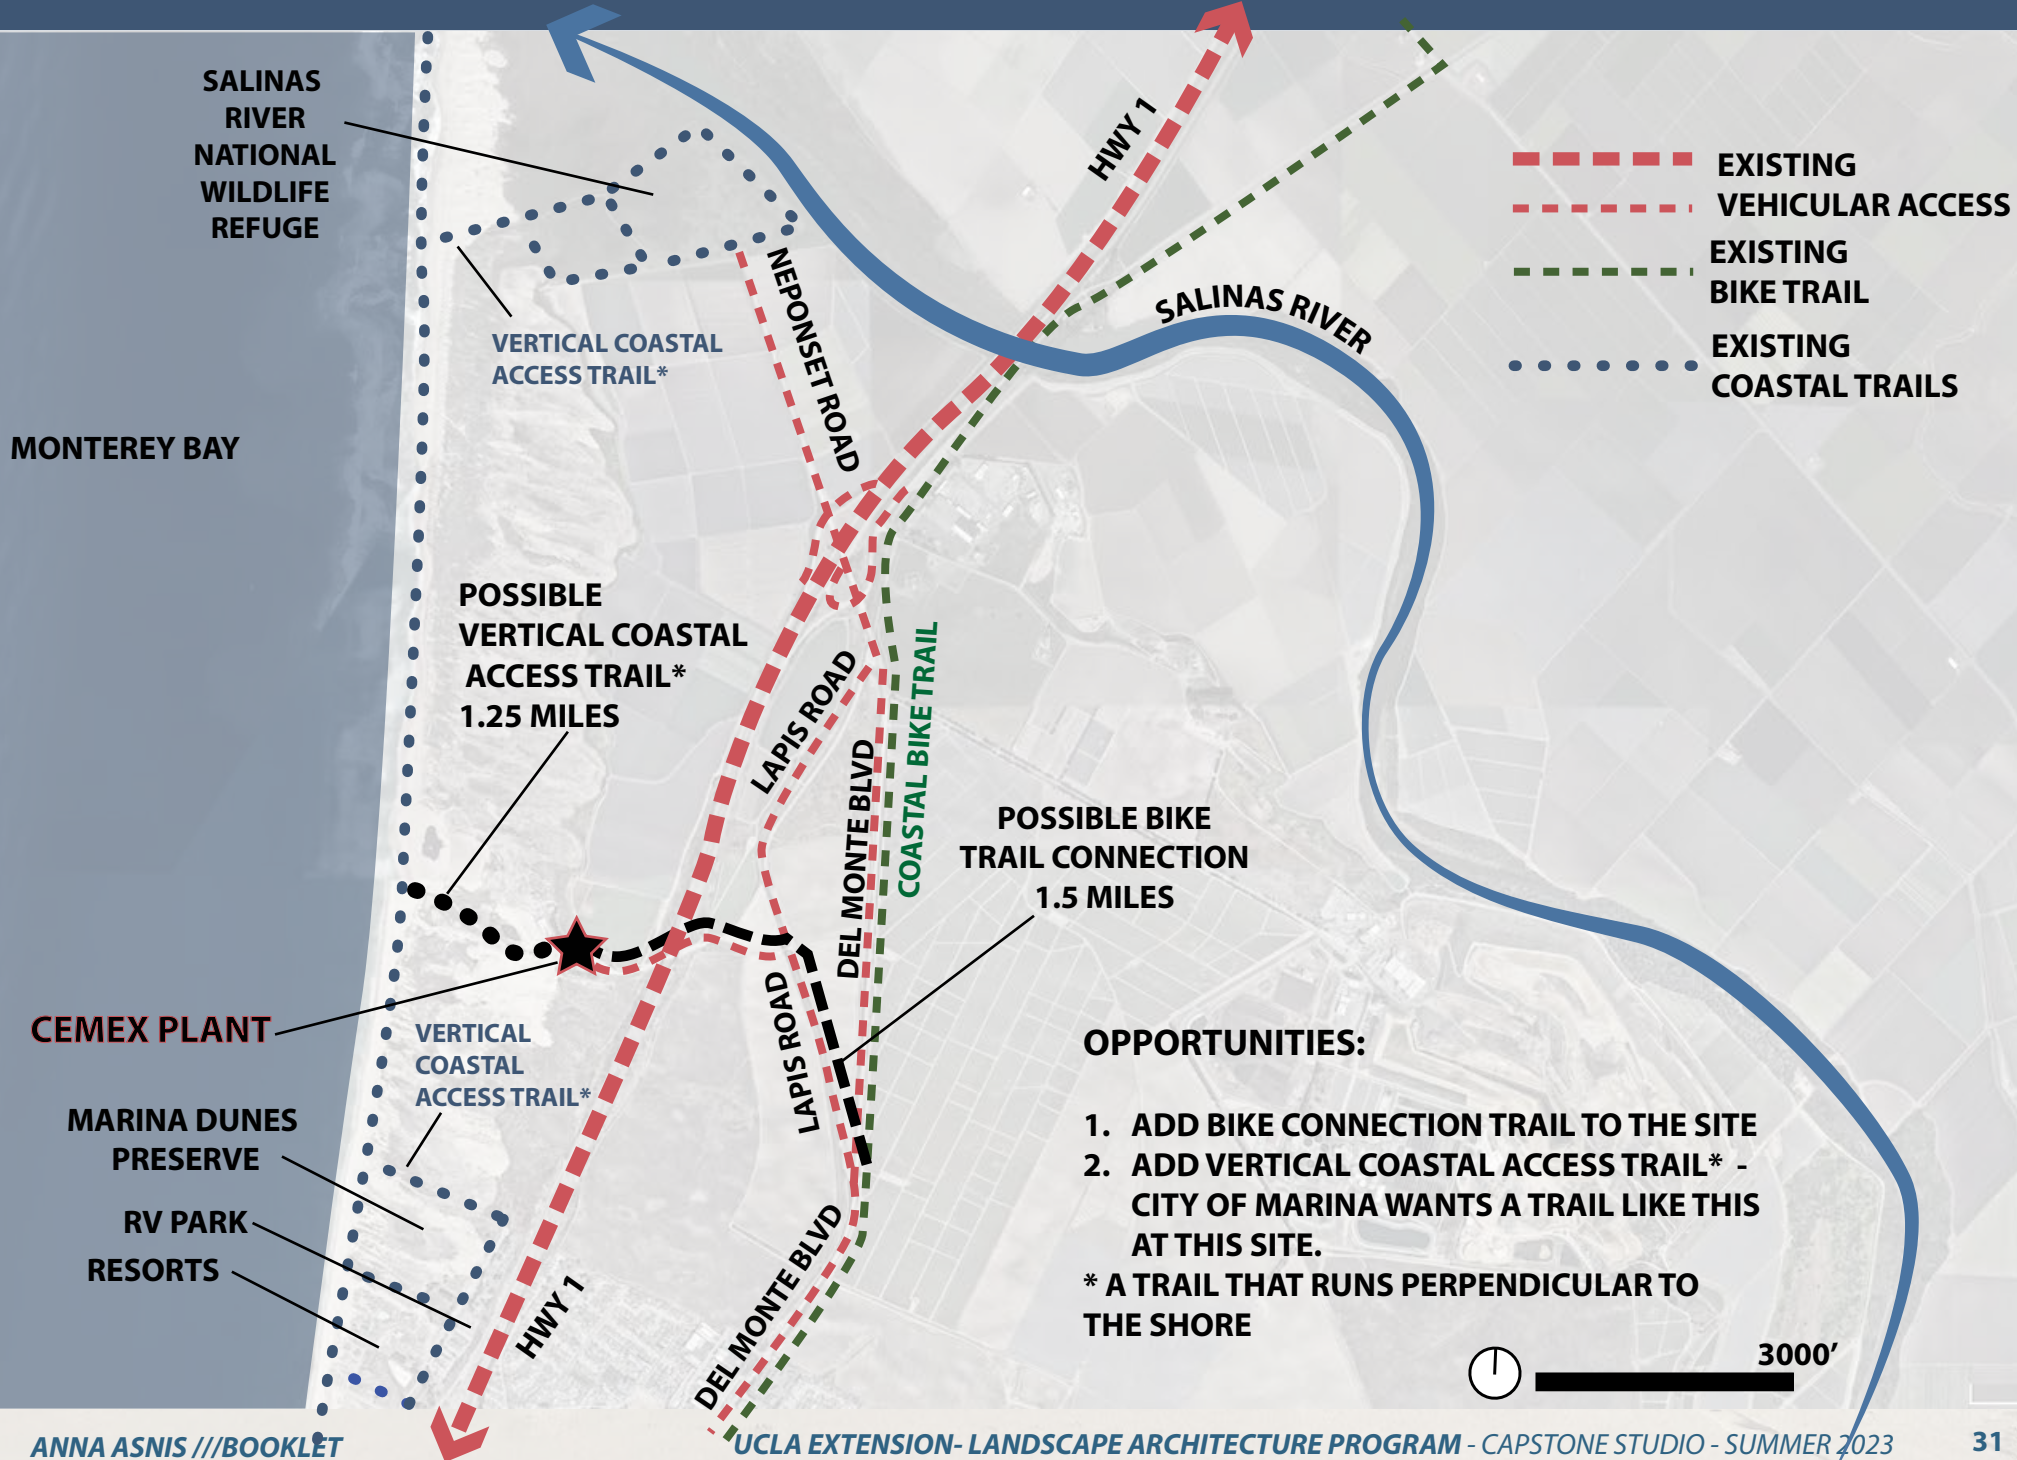 SALINAS
RIVER
NATIONAL
WILDLIFE
REFUGE
HWY 1
EXISTING
VEHICULAR ACCESS
EXISTING
BIKE TRAIL
EXISTING
COASTAL TRAILS
SALINAS RIVER
NEPONSET ROAD
VERTICAL COASTAL
ACCESS TRAIL*
MONTEREY BAY
POSSIBLE
VERTICAL COASTAL
ACCESS TRAIL*
1.25 MILES
LAPIS ROAD
DEL MONTE BLVD
COASTAL BIKE TRAIL
POSSIBLE BIKE
TRAIL CONNECTION
1.5 MILES
CEMEX PLANT
VERTICAL
COASTAL
ACCESS TRAIL*
LAPIS ROAD
MARINA DUNES
PRESERVE
RV PARK
RESORTS
HWY 1
DEL MONTE BLVD
OPPORTUNITIES:
1. ADD BIKE CONNECTION TRAIL TO THE SITE
2. ADD VERTICAL COASTAL ACCESS TRAIL* -
CITY OF MARINA WANTS A TRAIL LIKE THIS
AT THIS SITE.
* A TRAIL THAT RUNS PERPENDICULAR TO
THE SHORE
3000'
ANNA ASNIS ///BOOKLET
UCLA EXTENSION- LANDSCAPE ARCHITECTURE PROGRAM - CAPSTONE STUDIO - SUMMER 2023
31